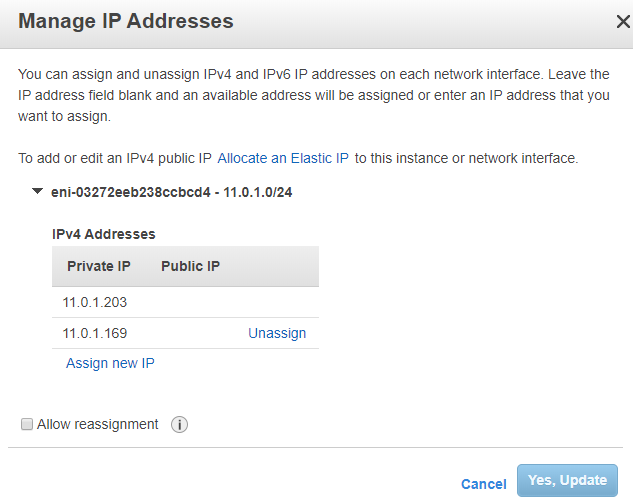 Manage IP Addresses
You can assign and unassign IPv4 and IPv6 IP addresses on each network interface. Leave the
IP address field blank and an available address will be assigned or enter an IP address that you
want to assign.
To add or edit an IPv4 public IP Allocate an Elastic IP to this instance or network interface.
eni-03272eeb238ccbcd4 - 11.0.1.0/24
IPv4 Addresses
Private IP Public IP
11.0.1.203
11.0.1.169 Unassign
Assign new IP
Allow reassignment i
Cancel Yes, Update